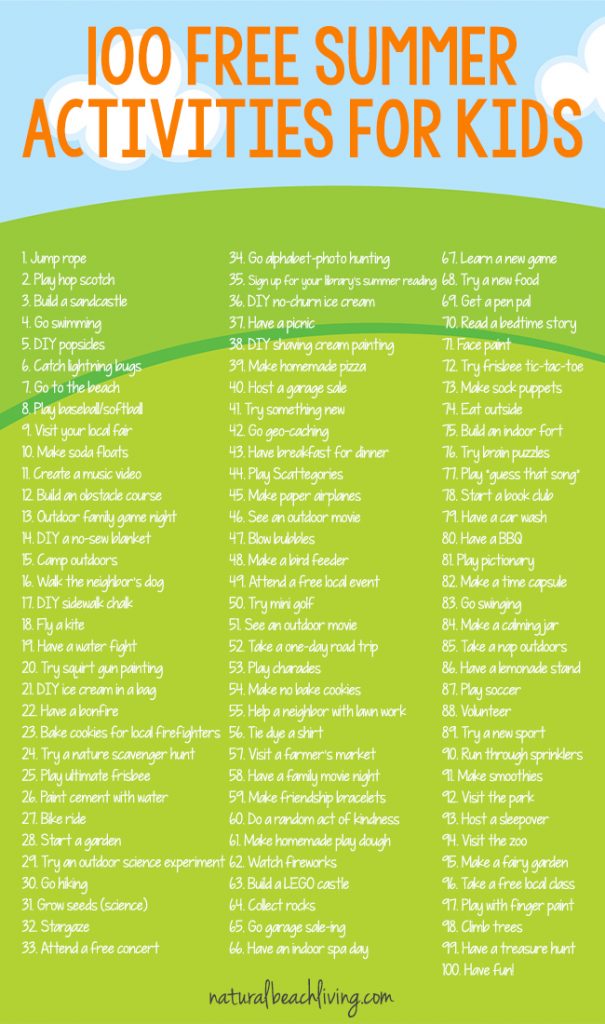 100 FREE SUMMER
ACTIVITIES FOR KIDS
1. Jump rope
2. Play hop scotch
3. Build a sandcastle
4. Go swimming
5. DIY popsicles
6. Catch lightning bugs
7. Go to the beach
8. Play baseball/softball
9. Visit your local fair
10. Make soda floats
11. Create a music video
12. Build an obstacle course
13. Outdoor family game night
14. DIY a no-sew blanket
15. Camp outdoors
16. Walk the neighbor's dog
17. DIY sidewalk chalk
18. Fly a kite
19. Have a water fight
20. Try squirt gun painting
21. DIY ice cream in a bag
22. Have a bonfire
23. Bake cookies for local firefighters
24. Try a nature scavenger hunt
25. Play ultimate frisbee
26. Paint cement with water
27. Bike ride
28. Start a garden
29. Try an outdoor science experiment
30. Go hiking
31. Grow seeds (science)
32. Stargaze
33. Attend a free concert
34. Go alphabet-photo hunting
35. Sign up for your library's summer reading
36. DIY no-churn ice cream
37. Have a picnic
38. DIY shaving cream painting
39. Make homemade pizza
40. Host a garage sale
41. Try something new
42. Go geo-caching
43. Have breakfast for dinner
44. Play Scattegories
45. Make paper airplanes
46. See an outdoor movie
47. Blow bubbles
48. Make a bird feeder
49. Attend a free local event
50. Try mini golf
51. See an outdoor movie
52. Take a one-day road trip
53. Play charades
54. Make no bake cookies
55. Help a neighbor with lawn work
56. Tie dye a shirt
57. Visit a farmer's market
58. Have a family movie night
59. Make friendship bracelets
60. Do a random act of kindness
61. Make homemade play dough
62. Watch fireworks
63. Build a LEGO castle
64. Collect rocks
65. Go garage sale-ing
66. Have an indoor spa day
67. Learn a new game
68. Try a new food
69. Get a pen pal
70. Read a bedtime story
71. Face paint
72. Try frisbee tic-tac-toe
73. Make sock puppets
74. Eat outside
75. Build an indoor fort
76. Try brain puzzles
77. Play "guess that song"
78. Start a book club
79. Have a car wash
80. Have a BBQ
81. Play pictionary
82. Make a time capsule
83. Go swinging
84. Make a calming jar
85. Take a nap outdoors
86. Have a lemonade stand
87. Play soccer
88. Volunteer
89. Try a new sport
90. Run through sprinklers
91. Make smoothies
92. Visit the park
93. Host a sleepover
94. Visit the zoo
95. Make a fairy garden
96. Take a free local class
97. Play with finger paint
98. Climb trees
99. Have a treasure hunt
100. Have fun!
naturalbeachliving.com